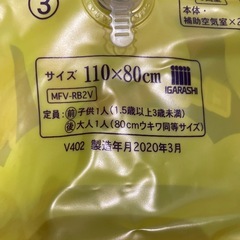 ③
本体・
補助空気室×2
サイズ 110×80cm
IGARASHI
MFV-RB2V
定員:前子供1人(1.5歳以上3歳未満)
後大人1人(80cmウキワ同等サイズ)
V402 製造年月2020年3月